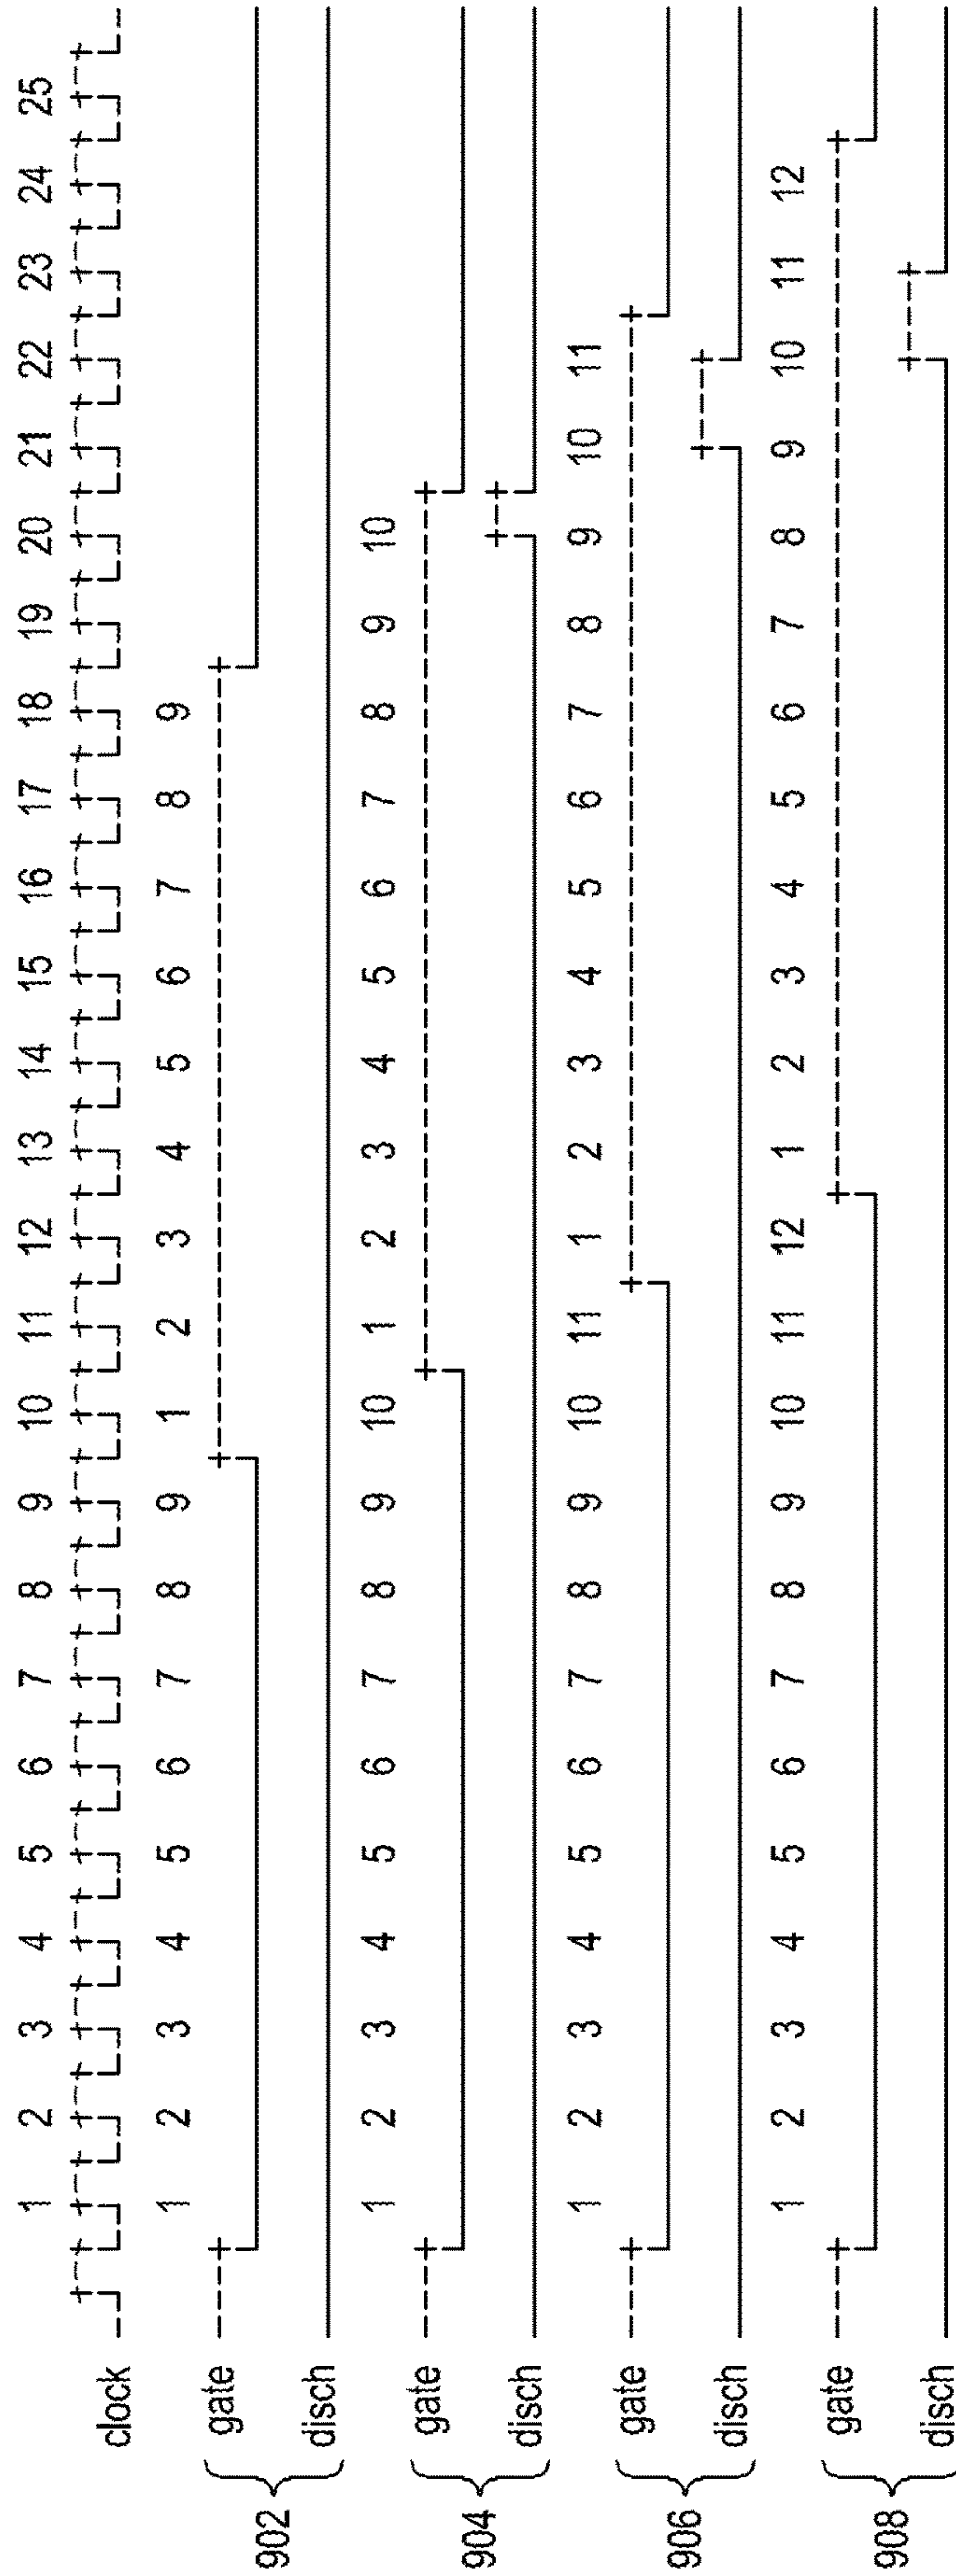 1 2 3 4 5 6 7 8 9 10 11 12 13 14 15 16 17 18 19 20 21 22 23 24 25
clock
1 2 3 4 5 6 7 8 9 1 2 3 4 5 6 7 8 9
gate
902
disch
1 2 3 4 5 6 7 8 9 10 1 2 3 4 5 6 7 8 9 10
gate
904
disch
1 2 3 4 5 6 7 8 9 10 11 1 2 3 4 5 6 7 8 9 10 11
gate
906
disch
1 2 3 4 5 6 7 8 9 10 11 12 1 2 3 4 5 6 7 8 9 10 11 12
gate
908
disch